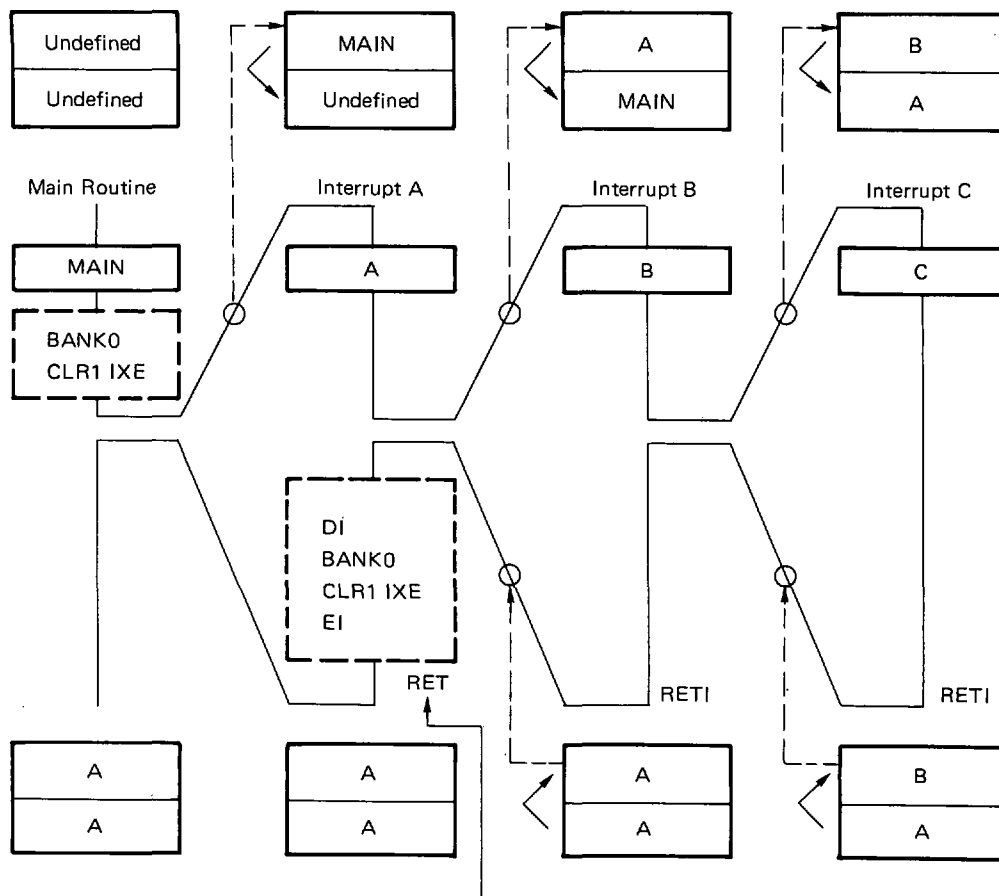 Undefined
Undefined
MAIN
Undefined
A
MAIN
B
A
Main Routine
Interrupt A
Interrupt B
Interrupt C
MAIN
A
B
C
BANK0
CLR1 IXE
DI
BANK0
CLR1 IXE
EI
RET
RETI
RETI
A
A
A
A
A
A
B
A